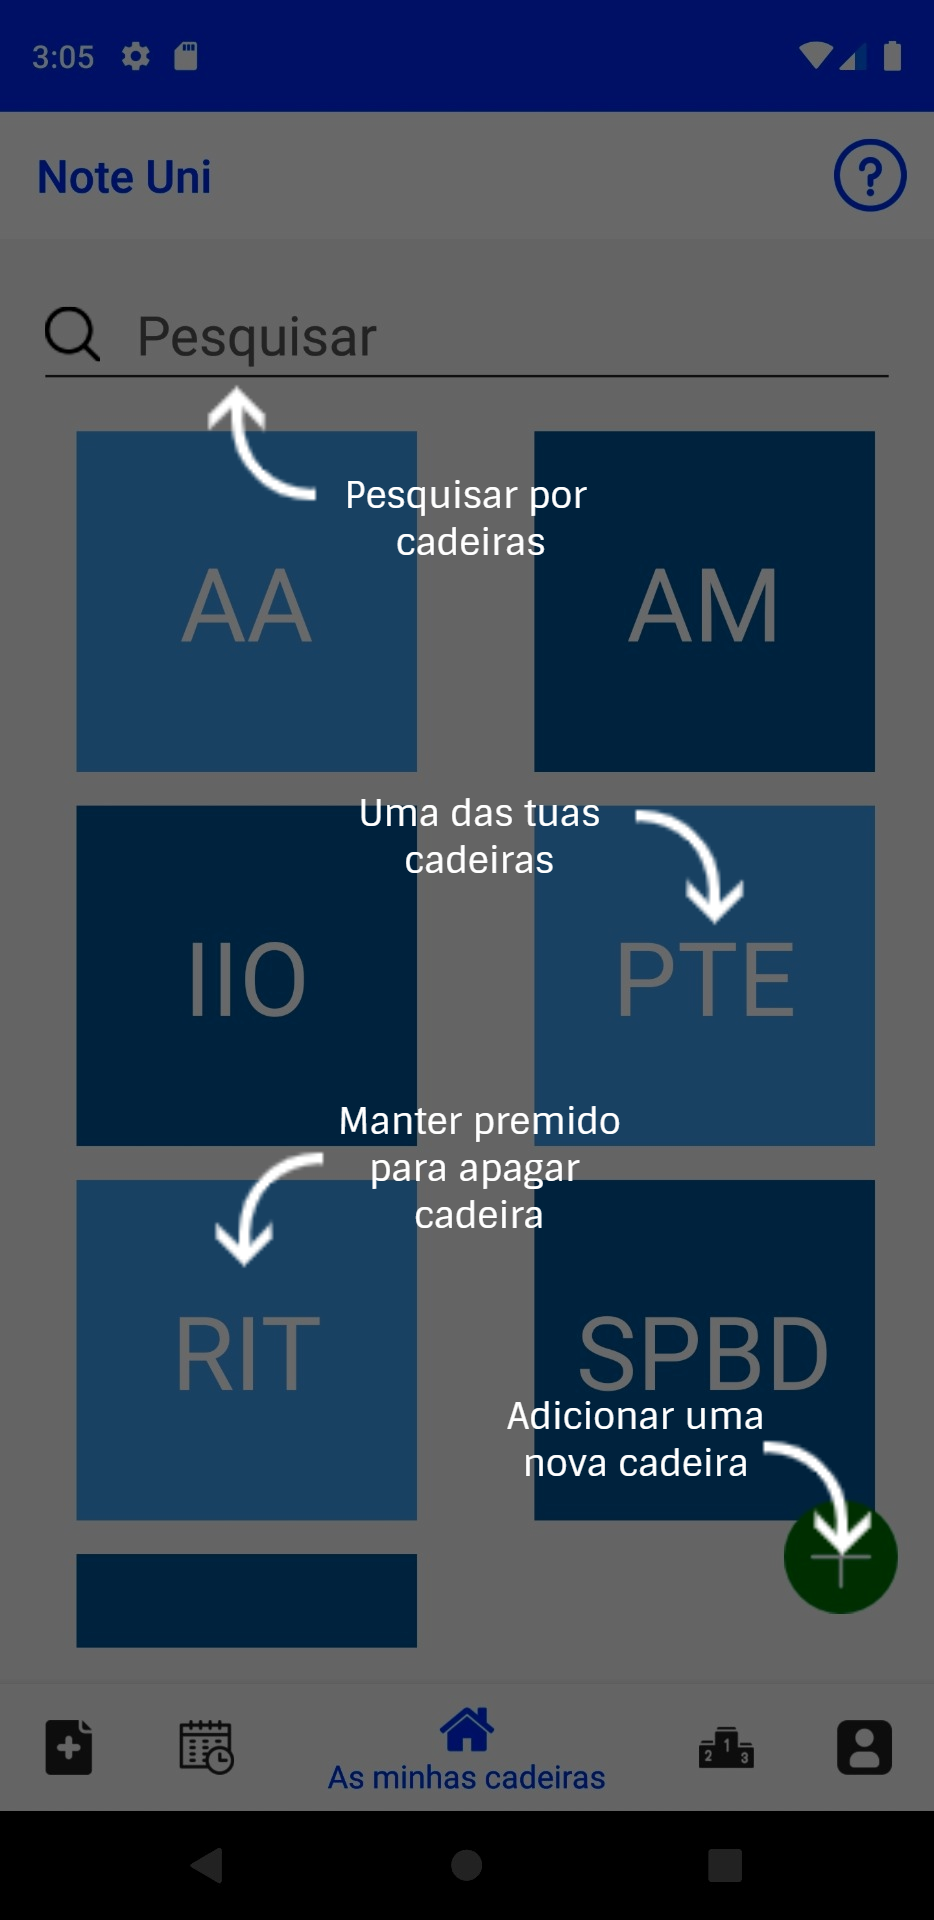 3:05
Note Uni
?
Pesquisar
Pesquisar por
cadeiras
AA
AM
Uma das tuas
cadeiras
IIO
PTE
Manter premido
para apagar
cadeira
RIT
SPBD
Adicionar uma
nova cadeira
2 1 3
As minhas cadeiras